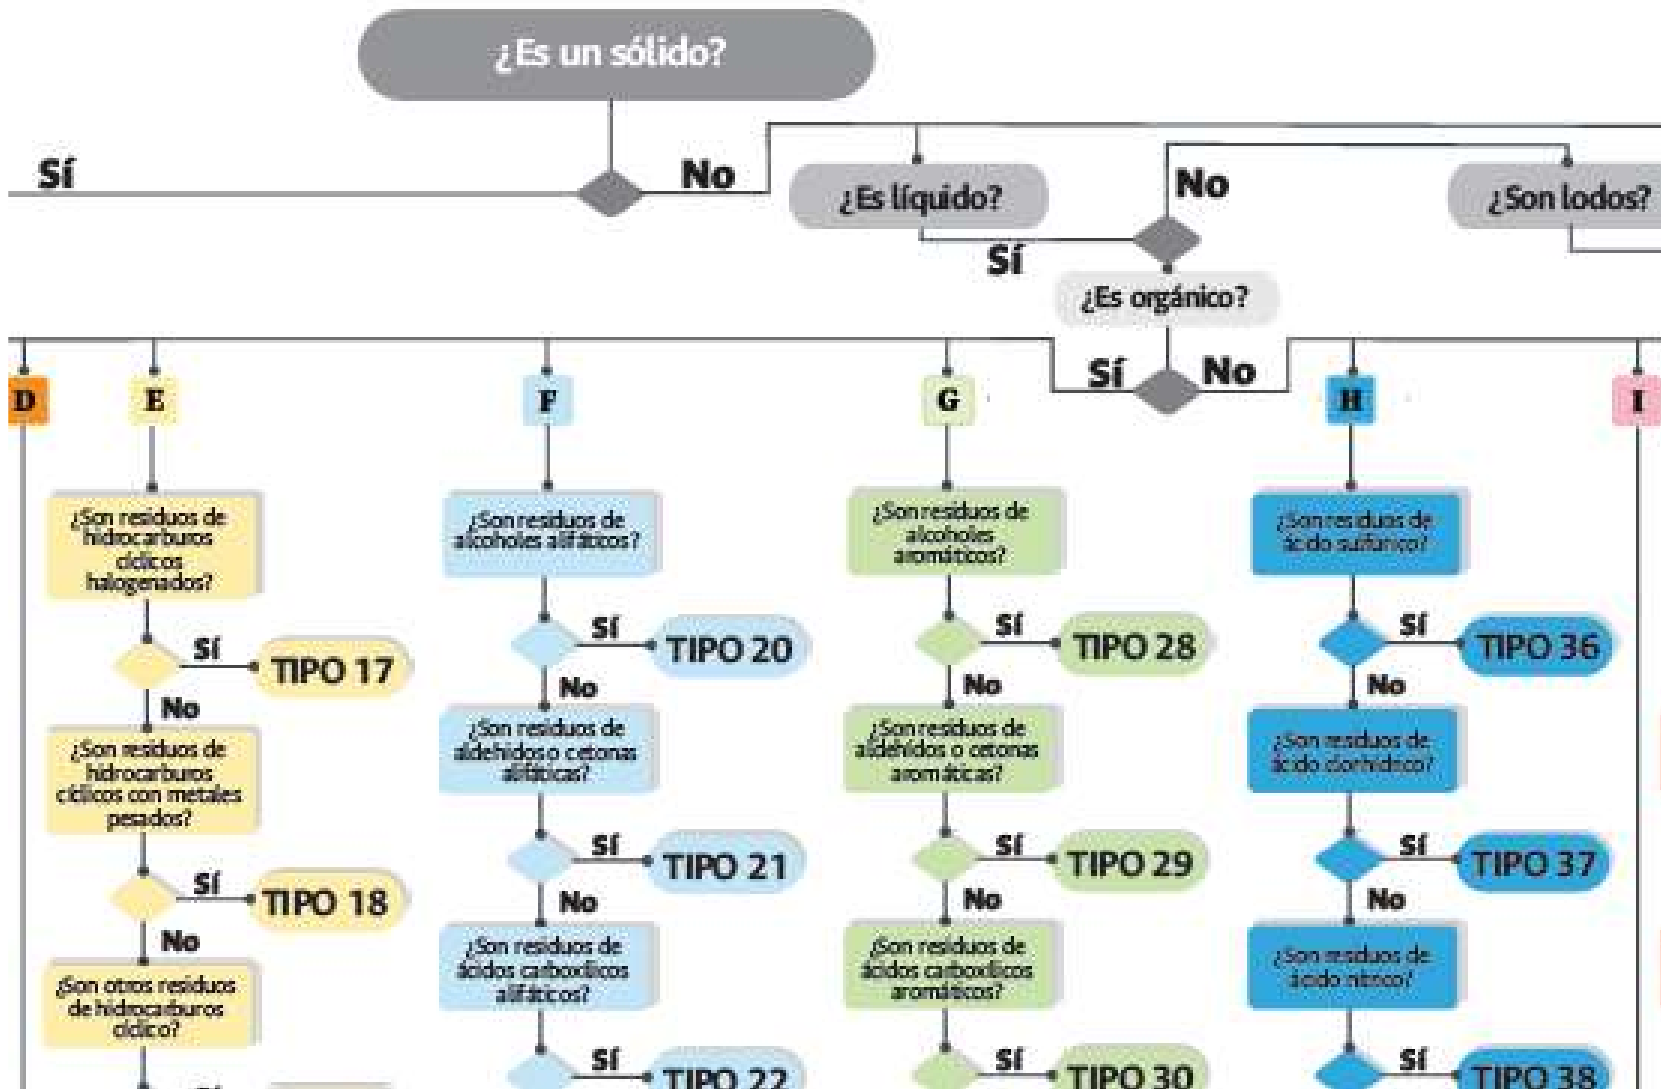 ¿Es un sólido?
Sí
No
¿Es líquido?
No
¿Son lodos?
Sí
¿Es orgánico?
Sí
No
D
E
F
G
H
I
¿Son residuos de
hidrocarburos
cíclicos
halogenados?
Sí
TIPO 17
No
¿Son residuos de
hidrocarburos
cíclicos con metales
pesados?
Sí
TIPO 18
No
¿Son otros residuos
de hidrocarburos
cíclico?
Sí
¿Son residuos de
alcoholes alifáticos?
Sí
TIPO 20
No
¿Son residuos de
aldehidos o cetonas
alifáticas?
Sí
TIPO 21
No
¿Son residuos de
ácidos carboxílicos
alifáticos?
Sí
TIPO 22
¿Son residuos de
alcoholes
aromáticos?
Sí
TIPO 28
No
¿Son residuos de
aldehídos o cetonas
aromáticas?
Sí
TIPO 29
No
¿Son residuos de
ácidos carboxílicos
aromáticos?
Sí
TIPO 30
¿Son residuos de
ácido sulfúrico?
Sí
TIPO 36
No
¿Son residuos de
ácido clorhídrico?
Sí
TIPO 37
No
¿Son residuos de
ácido nítrico?
Sí
TIPO 38